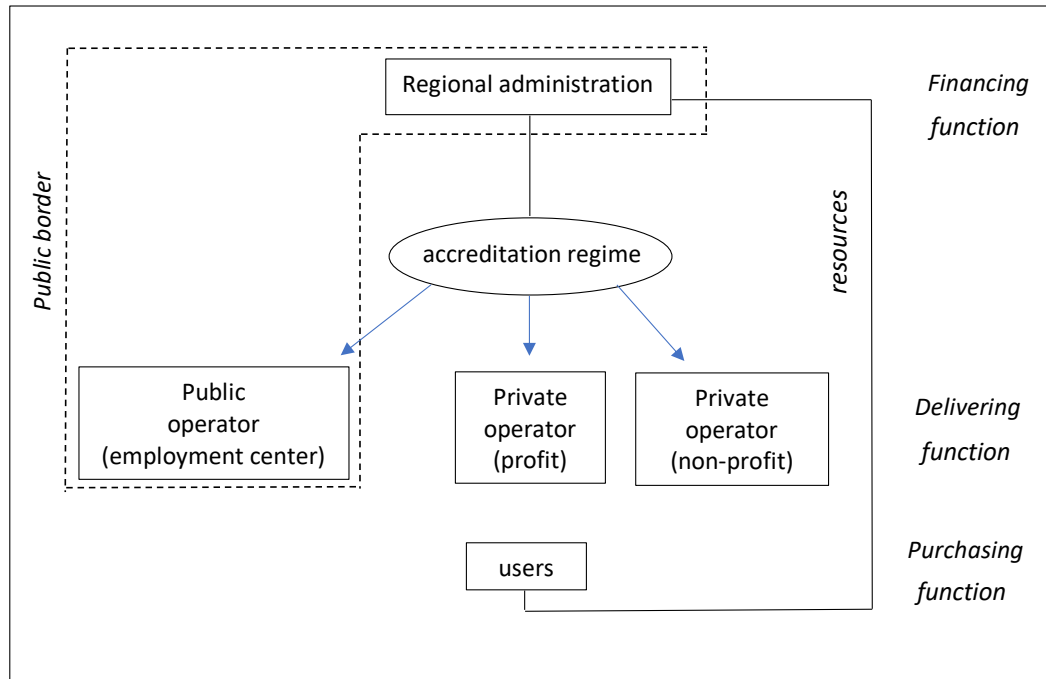 Regional administration
Financing
function
Public border
resources
accreditation regime
Public
operator
(employment center)
Private
operator
(profit)
Private
operator
(non-profit)
Delivering
function
users
Purchasing
function